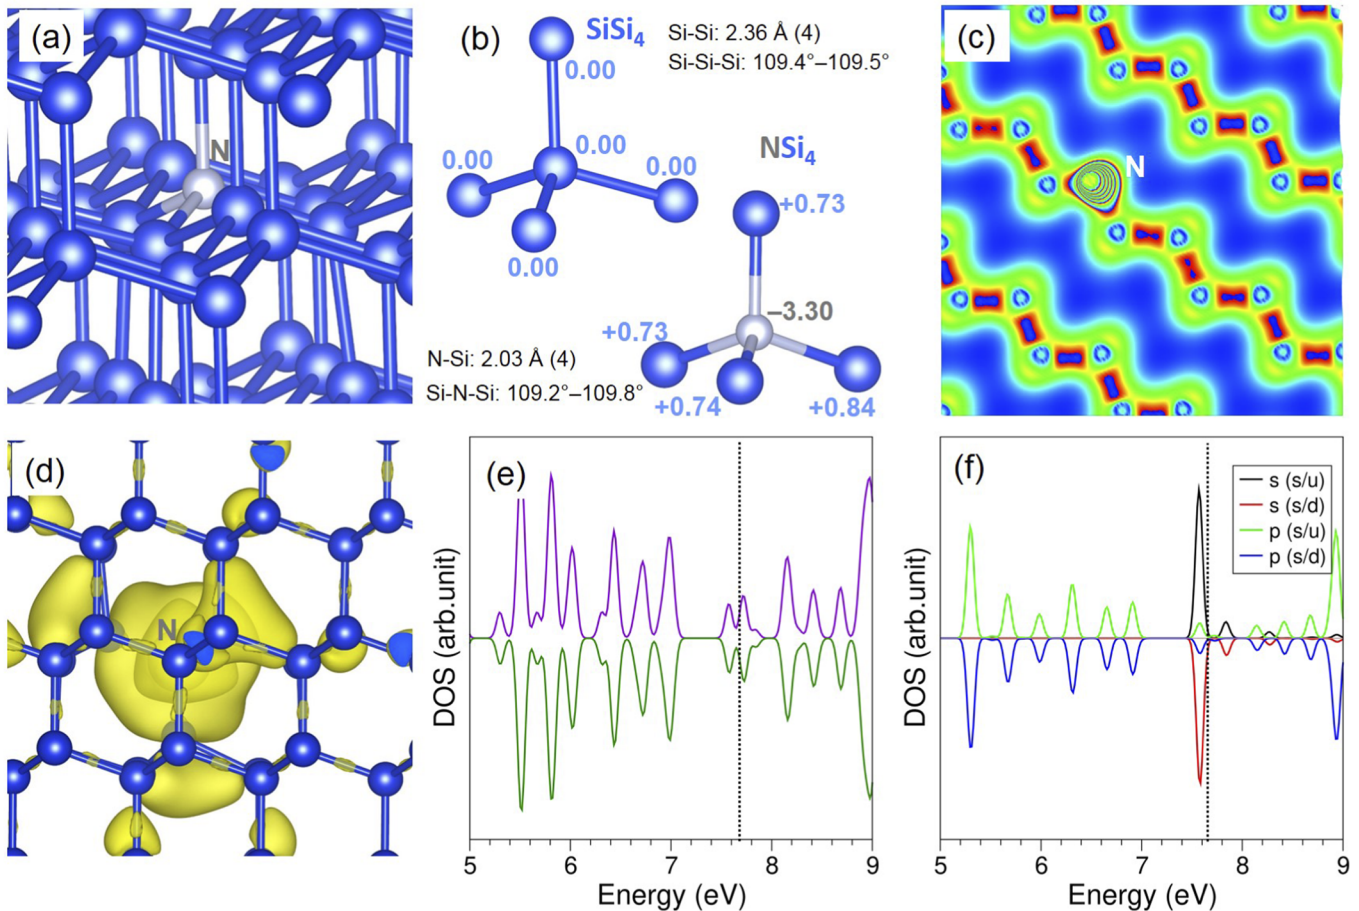 (a)
N
(b)
SiSi4
Si-Si: 2.36 Å (4)
Si-Si-Si: 109.4°–109.5°
0.00
0.00
0.00
0.00
0.00
NSi4
+0.73
–3.30
+0.73
+0.74
+0.84
N-Si: 2.03 Å (4)
Si-N-Si: 109.2°–109.8°
(c)
N
(d)
N
(e)
DOS (arb.unit)
5 6 7 8 9
Energy (eV)
(f)
s (s/u)
s (s/d)
p (s/u)
p (s/d)
DOS (arb.unit)
5 6 7 8 9
Energy (eV)